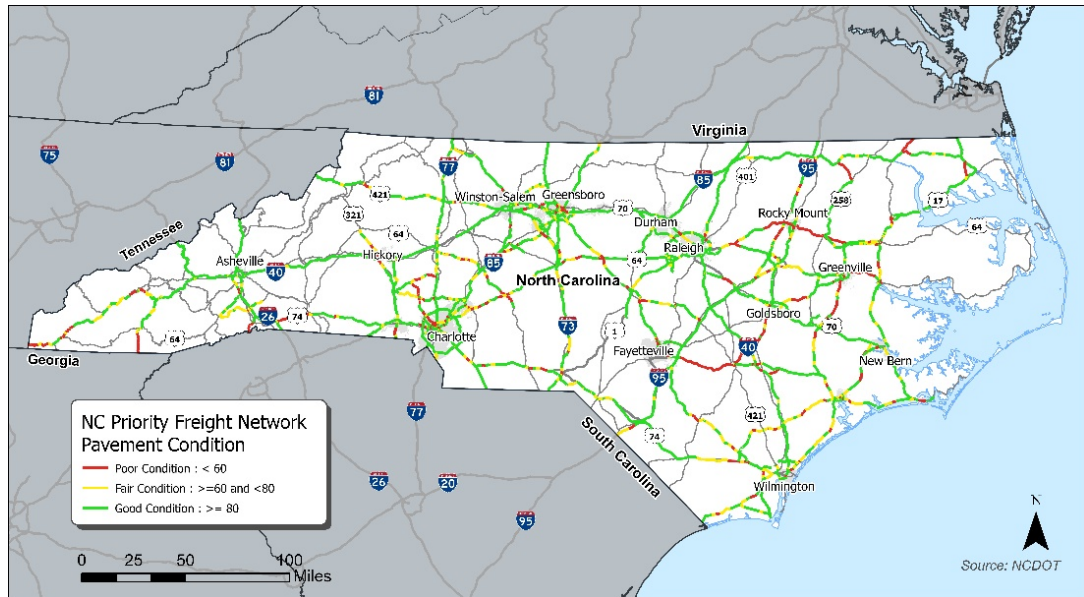 81
Virginia
75
81
77
95
85
401
421
Winston-Salem
Greensboro
321
70
258
Rocky Mount
17
Durham
Tennessee
64
Raleigh
64
Hickory
85
64
Asheville
40
North Carolina
Greenville
26
74
Goldsboro
Charlotte
73
1
70
64
Fayetteville
40
New Bern
Georgia
95
77
421
NC Priority Freight Network
Pavement Condition
Poor Condition : < 60
Fair Condition : >=60 and <80
Good Condition : >= 80
South Carolina
74
26
20
Wilmington
95
N
0 25 50 100
Miles
Source: NCDOT